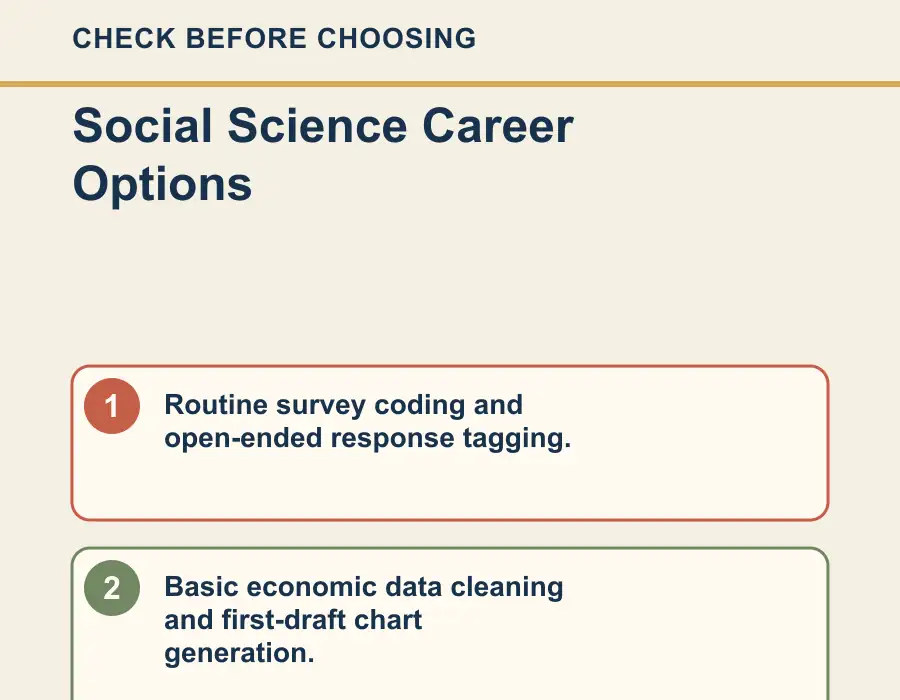 CHECK BEFORE CHOOSING
Social Science Career
Options
1
Routine survey coding and
open-ended response tagging.
2
Basic economic data cleaning
and first-draft chart
generation.